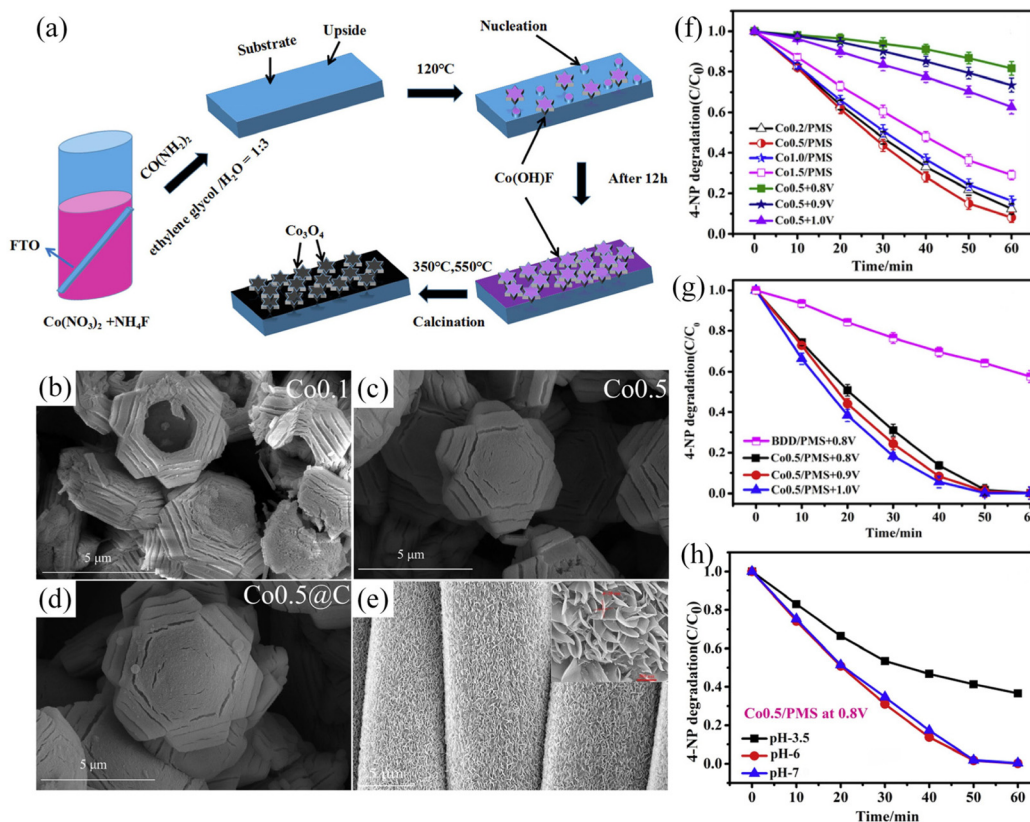 (a)
Substrate
Upside
120℃
Nucleation
CO(NH₂)₂
ethylene glycol /H₂O = 1:3
FTO
Co(NO₃)₂ +NH₄F
Co(OH)F
After 12h
Co₃O₄
350℃,550℃
Calcination
(b)
Co0.1
5 μm
(c)
Co0.5
5 μm
(d)
Co0.5@C
5 μm
(e)
5 μm
(f)
4-NP degradation(C/C₀)
1.0
0.8
0.6
0.4
0.2
0.0
Co0.2/PMS
Co0.5/PMS
Co1.0/PMS
Co1.5/PMS
Co0.5+0.8V
Co0.5+0.9V
Co0.5+1.0V
0 10 20 30 40 50 60
Time/min
(g)
4-NP degradation(C/C₀
1.0
0.8
0.6
0.4
0.2
0.0
BDD/PMS+0.8V
Co0.5/PMS+0.8V
Co0.5/PMS+0.9V
Co0.5/PMS+1.0V
0 10 20 30 40 50 60
Time/min
(h)
4-NP degradation(C/C₀)
1.0
0.8
0.6
0.4
0.2
0.0
Co0.5/PMS at 0.8V
pH-3.5
pH-6
pH-7
0 10 20 30 40 50 60
Time/min